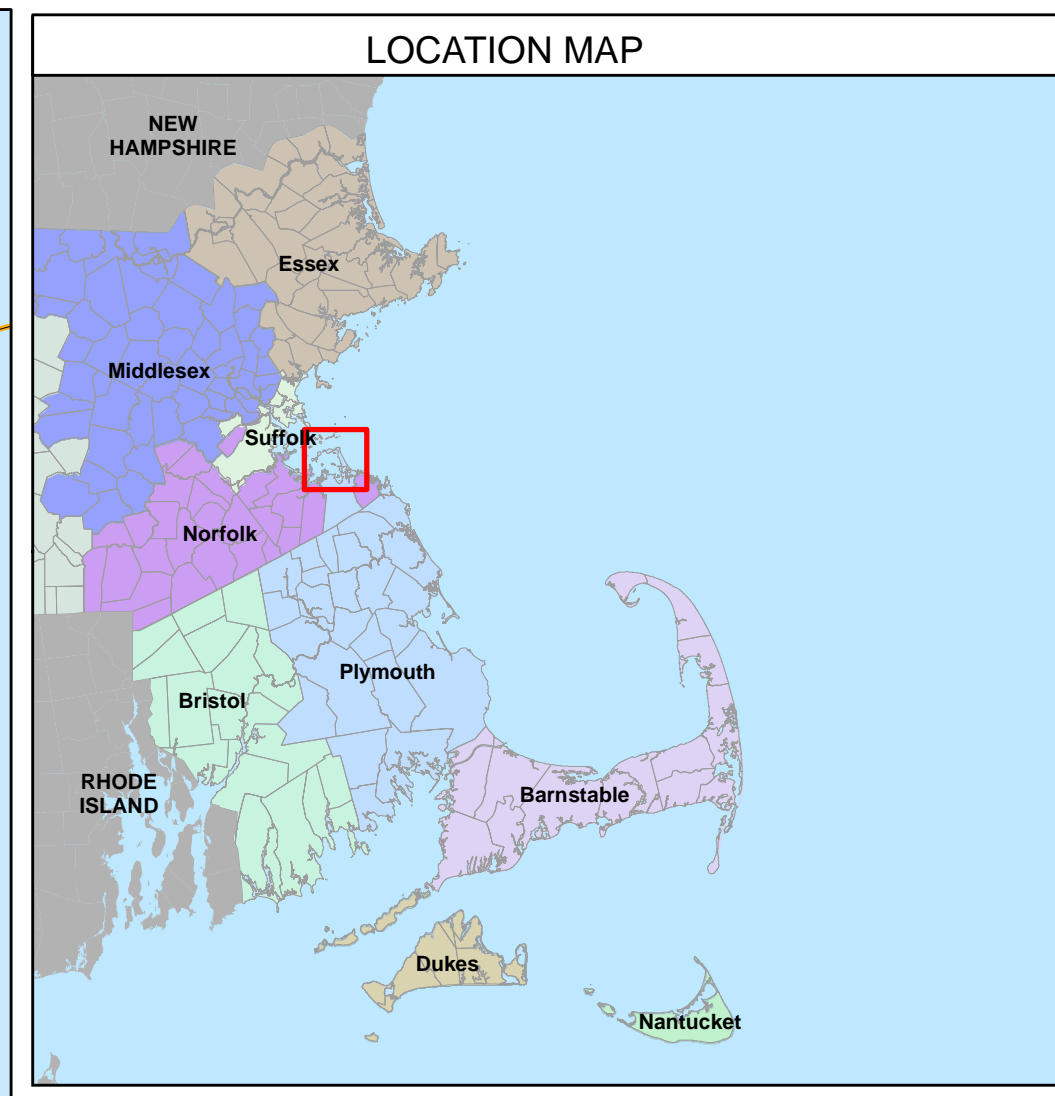 LOCATION MAP
NEW
HAMPSHIRE
Essex
Middlesex
Suffolk
Norfolk
Plymouth
Bristol
RHODE
ISLAND
Barnstable
Dukes
Nantucket